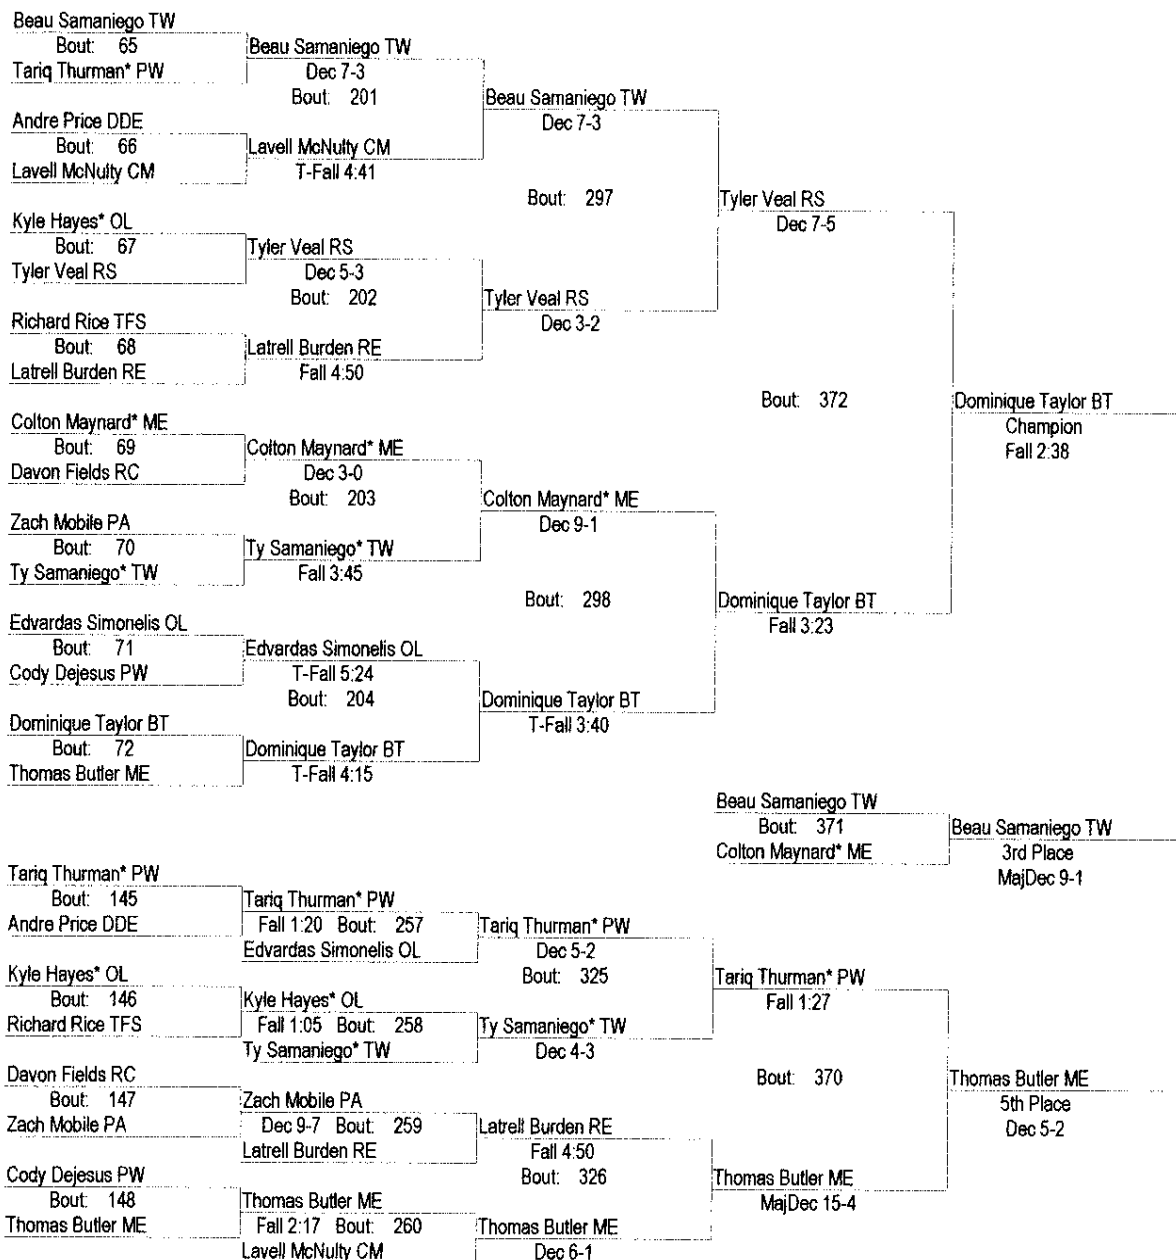 Beau Samaniego TW
Bout: 65
Tariq Thurman* PW
Beau Samaniego TW
Dec 7-3
Bout: 201
Andre Price DDE
Bout: 66
Lavell McNulty CM
Lavell McNulty CM
T-Fall 4:41
Beau Samaniego TW
Dec 7-3
Bout: 297
Kyle Hayes* OL
Bout: 67
Tyler Veal RS
Tyler Veal RS
Dec 5-3
Bout: 202
Richard Rice TFS
Bout: 68
Latrell Burden RE
Latrell Burden RE
Fall 4:50
Tyler Veal RS
Dec 3-2
Tyler Veal RS
Dec 7-5
Bout: 372
Dominique Taylor BT
Champion
Fall 2:38
Colton Maynard* ME
Bout: 69
Davon Fields RC
Colton Maynard* ME
Dec 3-0
Bout: 203
Zach Mobile PA
Bout: 70
Ty Samaniego* TW
Ty Samaniego* TW
Fall 3:45
Colton Maynard* ME
Dec 9-1
Bout: 298
Edvardas Simonelis OL
Bout: 71
Cody Dejesus PW
Edvardas Simonelis OL
T-Fall 5:24
Bout: 204
Dominique Taylor BT
Bout: 72
Thomas Butler ME
Dominique Taylor BT
T-Fall 4:15
Dominique Taylor BT
T-Fall 3:40
Dominique Taylor BT
Fall 3:23
Beau Samaniego TW
Bout: 371
Colton Maynard* ME
Beau Samaniego TW
3rd Place
MajDec 9-1
Tariq Thurman* PW
Bout: 145
Andre Price DDE
Tariq Thurman* PW
Fall 1:20 Bout: 257
Edvardas Simonelis OL
Tariq Thurman* PW
Dec 5-2
Bout: 325
Kyle Hayes* OL
Bout: 146
Richard Rice TFS
Kyle Hayes* OL
Fall 1:05 Bout: 258
Ty Samaniego* TW
Ty Samaniego* TW
Dec 4-3
Tariq Thurman* PW
Fall 1:27
Bout: 370
Thomas Butler ME
5th Place
Dec 5-2
Davon Fields RC
Bout: 147
Zach Mobile PA
Zach Mobile PA
Dec 9-7 Bout: 259
Latrell Burden RE
Latrell Burden RE
Fall 4:50
Bout: 326
Cody Dejesus PW
Bout: 148
Thomas Butler ME
Thomas Butler ME
Fall 2:17 Bout: 260
Lavell McNulty CM
Thomas Butler ME
Dec 6-1
Thomas Butler ME
MajDec 15-4